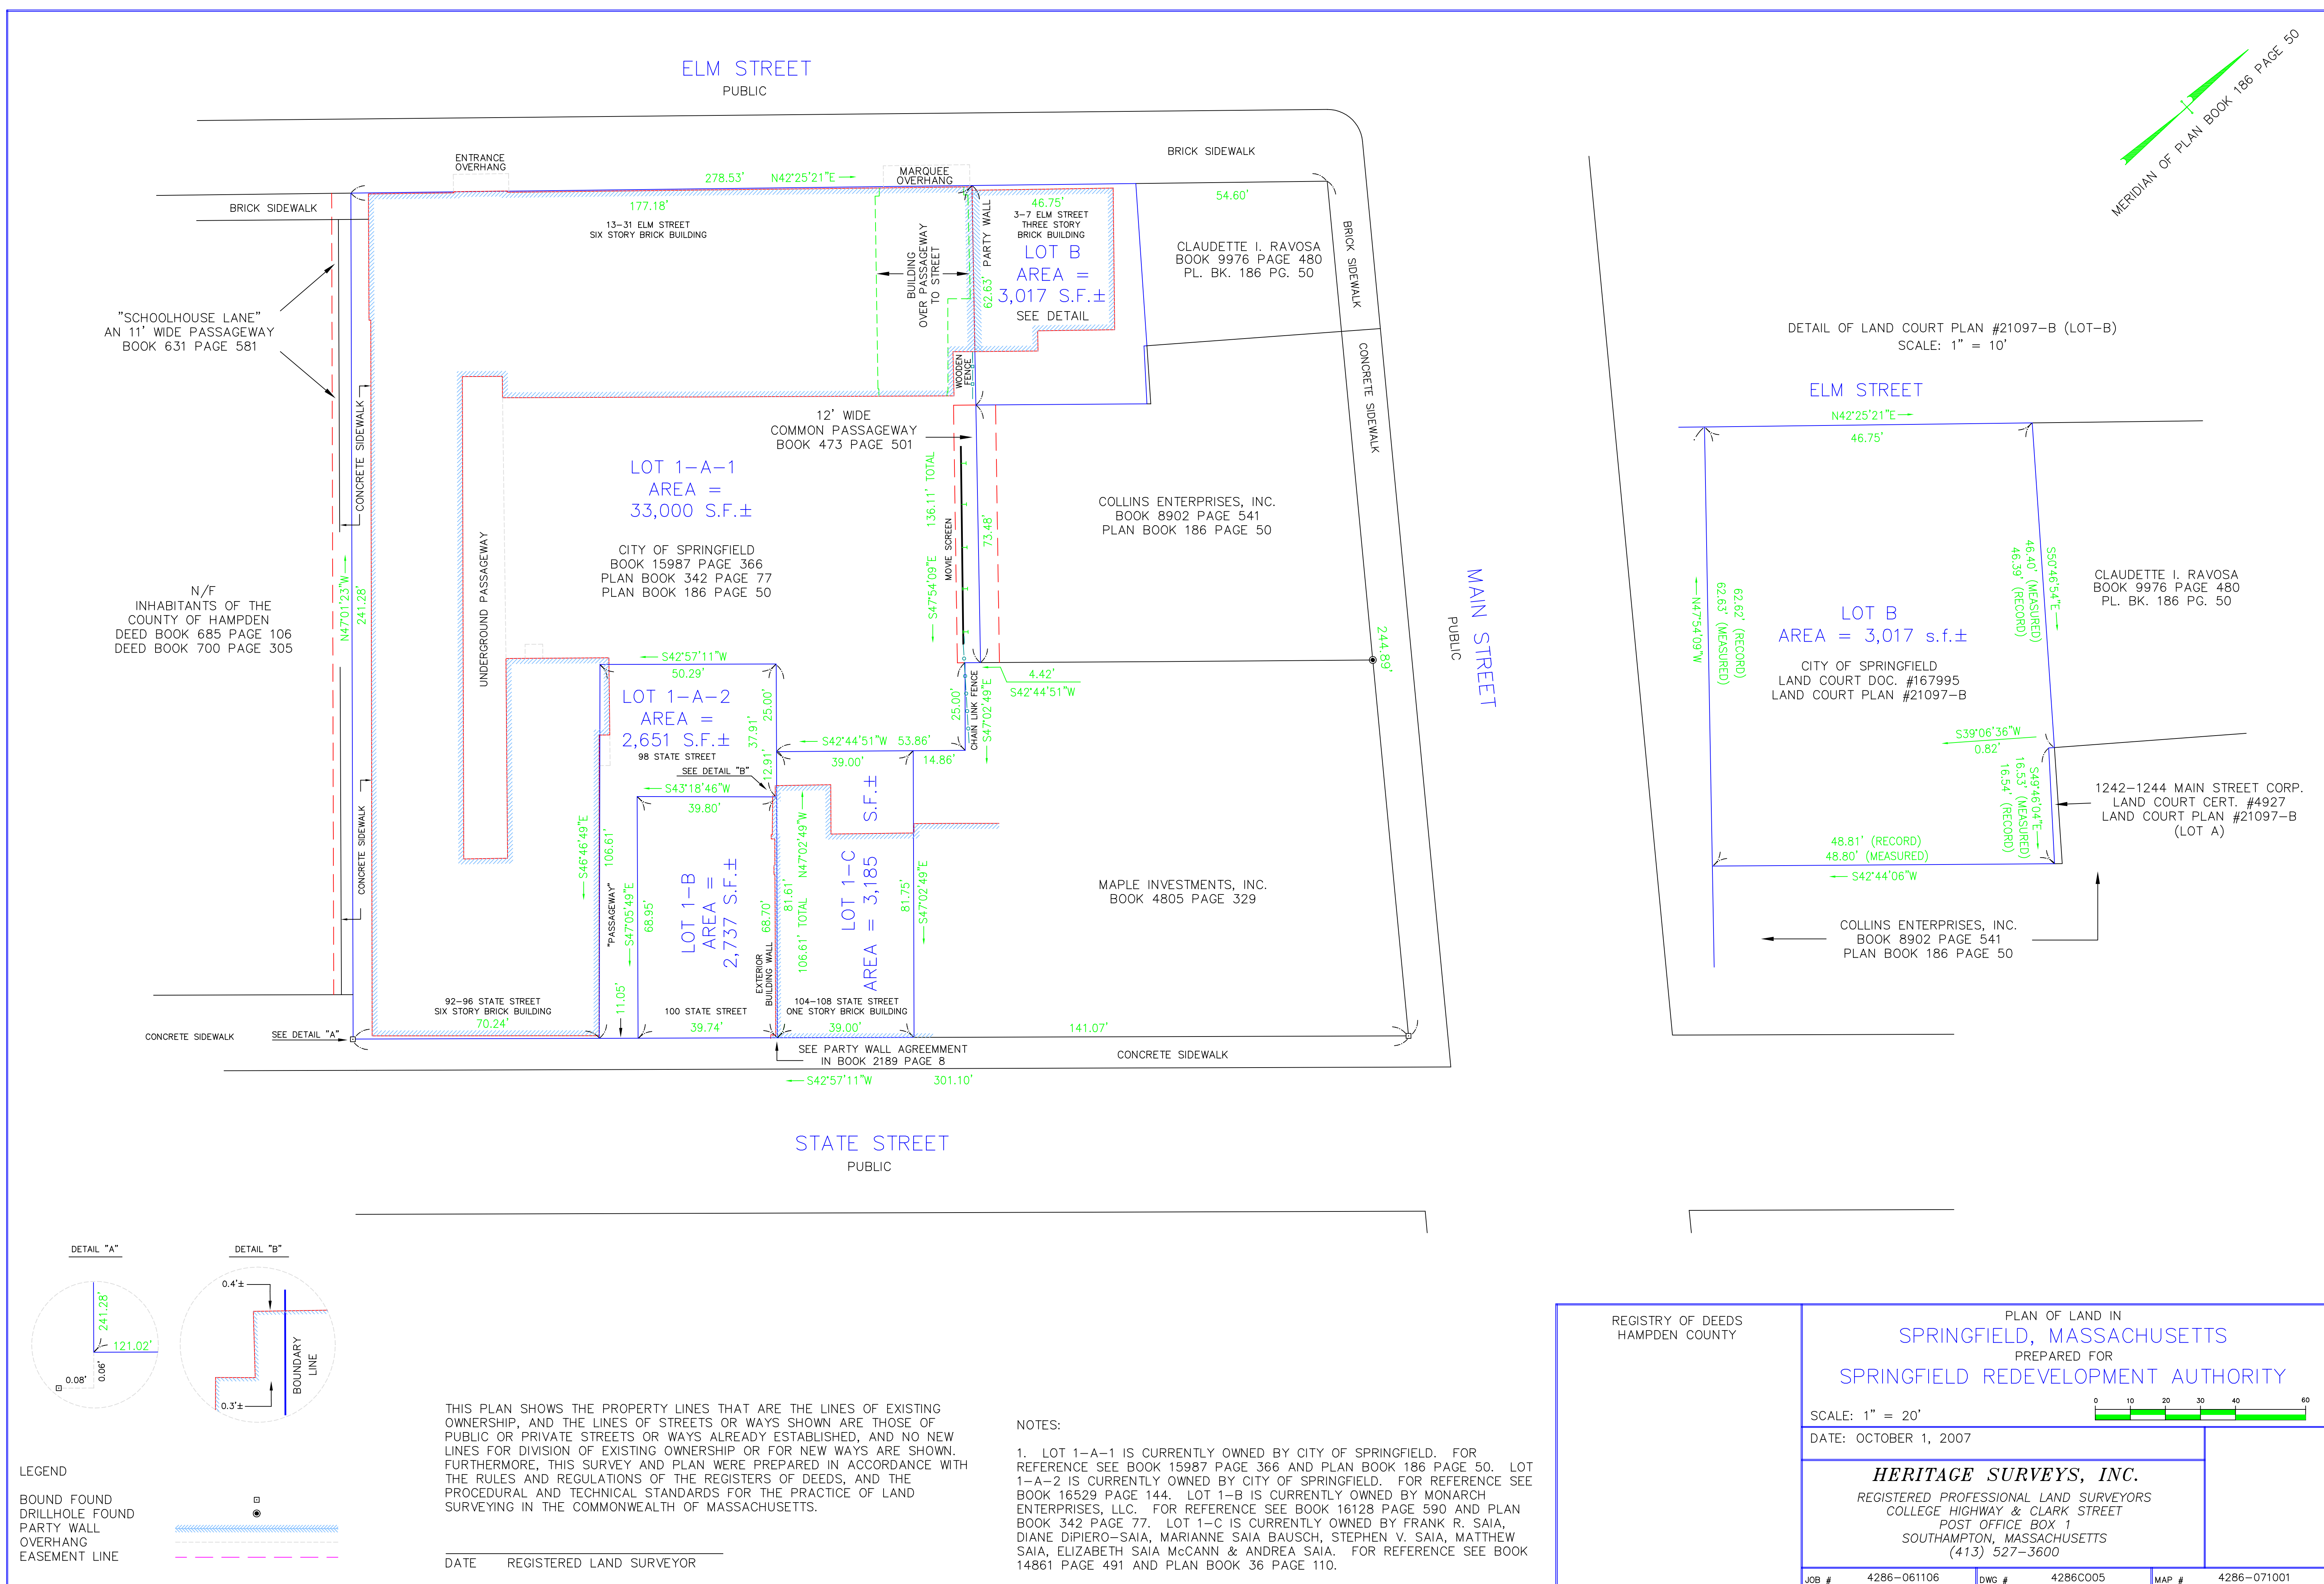 ELM STREET
PUBLIC
MERIDIAN OF PLAN BOOK 186 PAGE 50
ENTRANCE
OVERHANG
278.53'
N42°25'21"E
MARQUEE
OVERHANG
BRICK SIDEWALK
BRICK SIDEWALK
177.18'
13-31 ELM STREET
SIX STORY BRICK BUILDING
BUILDING
OVER PASSAGEWAY
TO STREET
PARTY WALL
62.63'
46.75'
3-7 ELM STREET
THREE STORY
BRICK BUILDING
LOT B
AREA =
3,017 S.F.±
SEE DETAIL
54.60'
CLAUDETTE I. RAVOSA
BOOK 9976 PAGE 480
PL. BK. 186 PG. 50
BRICK SIDEWALK
CONCRETE SIDEWALK
"SCHOOLHOUSE LANE"
AN 11' WIDE PASSAGEWAY
BOOK 631 PAGE 581
CONCRETE SIDEWALK
WOODEN
FENCE
12' WIDE
COMMON PASSAGEWAY
BOOK 473 PAGE 501
LOT 1-A-1
AREA =
33,000 S.F.±
CITY OF SPRINGFIELD
BOOK 15987 PAGE 366
PLAN BOOK 342 PAGE 77
PLAN BOOK 186 PAGE 50
UNDERGROUND PASSAGEWAY
S47°54'09"E
136.11' TOTAL
MOVIE SCREEN
73.48'
COLLINS ENTERPRISES, INC.
BOOK 8902 PAGE 541
PLAN BOOK 186 PAGE 50
MAIN STREET
PUBLIC
244.89'
N/F
INHABITANTS OF THE
COUNTY OF HAMPDEN
DEED BOOK 685 PAGE 106
DEED BOOK 700 PAGE 305
N47°01'23"W
241.28'
S42°57'11"W
50.29'
LOT 1-A-2
AREA =
2,651 S.F.±
98 STATE STREET
SEE DETAIL "B"
37.91'
25.00'
12.91'
25.00'
CHAIN LINK FENCE
S47°02'49"E
4.42'
S42°44'51"W
S42°44'51"W
53.86'
39.00'
14.86'
S43°18'46"W
39.80'
CONCRETE SIDEWALK
S46°46'49"E
106.61'
"PASSAGEWAY"
S47°05'49"E
68.95'
11.05'
LOT 1-B
AREA =
2,737 S.F.±
68.70'
EXTERIOR
BUILDING WALL
81.61'
106.61' TOTAL
N47°02'49"W
LOT 1-C
AREA = 3,185 S.F.±
81.75'
S47°02'49"E
MAPLE INVESTMENTS, INC.
BOOK 4805 PAGE 329
92-96 STATE STREET
SIX STORY BRICK BUILDING
70.24'
100 STATE STREET
39.74'
104-108 STATE STREET
ONE STORY BRICK BUILDING
39.00'
141.07'
CONCRETE SIDEWALK
SEE DETAIL "A"
SEE PARTY WALL AGREEMMENT
IN BOOK 2189 PAGE 8
CONCRETE SIDEWALK
S42°57'11"W
301.10'
STATE STREET
PUBLIC
DETAIL OF LAND COURT PLAN #21097-B (LOT-B)
SCALE: 1" = 10'
ELM STREET
N42°25'21"E
46.75'
N47°54'09"W
62.62' (RECORD)
62.63' (MEASURED)
S50°46'54"E
46.40' (MEASURED)
46.39' (RECORD)
CLAUDETTE I. RAVOSA
BOOK 9976 PAGE 480
PL. BK. 186 PG. 50
LOT B
AREA = 3,017 s.f.±
CITY OF SPRINGFIELD
LAND COURT DOC. #167995
LAND COURT PLAN #21097-B
S39°06'36"W
0.82'
S49°46'04"E
16.53' (MEASURED)
16.54' (RECORD)
1242-1244 MAIN STREET CORP.
LAND COURT CERT. #4927
LAND COURT PLAN #21097-B
(LOT A)
48.81' (RECORD)
48.80' (MEASURED)
S42°44'06"W
COLLINS ENTERPRISES, INC.
BOOK 8902 PAGE 541
PLAN BOOK 186 PAGE 50
DETAIL "A"
241.28'
121.02'
0.08'
0.06'
DETAIL "B"
0.4'±
0.3'±
BOUNDARY
LINE
LEGEND
BOUND FOUND
DRILLHOLE FOUND
PARTY WALL
OVERHANG
EASEMENT LINE
THIS PLAN SHOWS THE PROPERTY LINES THAT ARE THE LINES OF EXISTING
OWNERSHIP, AND THE LINES OF STREETS OR WAYS SHOWN ARE THOSE OF
PUBLIC OR PRIVATE STREETS OR WAYS ALREADY ESTABLISHED, AND NO NEW
LINES FOR DIVISION OF EXISTING OWNERSHIP OR FOR NEW WAYS ARE SHOWN.
FURTHERMORE, THIS SURVEY AND PLAN WERE PREPARED IN ACCORDANCE WITH
THE RULES AND REGULATIONS OF THE REGISTERS OF DEEDS, AND THE
PROCEDURAL AND TECHNICAL STANDARDS FOR THE PRACTICE OF LAND
SURVEYING IN THE COMMONWEALTH OF MASSACHUSETTS.
DATE REGISTERED LAND SURVEYOR
NOTES:
1. LOT 1-A-1 IS CURRENTLY OWNED BY CITY OF SPRINGFIELD. FOR
REFERENCE SEE BOOK 15987 PAGE 366 AND PLAN BOOK 186 PAGE 50. LOT
1-A-2 IS CURRENTLY OWNED BY CITY OF SPRINGFIELD. FOR REFERENCE SEE
BOOK 16529 PAGE 144. LOT 1-B IS CURRENTLY OWNED BY MONARCH
ENTERPRISES, LLC. FOR REFERENCE SEE BOOK 16128 PAGE 590 AND PLAN
BOOK 342 PAGE 77. LOT 1-C IS CURRENTLY OWNED BY FRANK R. SAIA,
DIANE DiPIERO-SAIA, MARIANNE SAIA BAUSCH, STEPHEN V. SAIA, MATTHEW
SAIA, ELIZABETH SAIA McCANN & ANDREA SAIA. FOR REFERENCE SEE BOOK
14861 PAGE 491 AND PLAN BOOK 36 PAGE 110.
REGISTRY OF DEEDS
HAMPDEN COUNTY
PLAN OF LAND IN
SPRINGFIELD, MASSACHUSETTS
PREPARED FOR
SPRINGFIELD REDEVELOPMENT AUTHORITY
0 10 20 30 40 60
SCALE: 1" = 20'
DATE: OCTOBER 1, 2007
HERITAGE SURVEYS, INC.
REGISTERED PROFESSIONAL LAND SURVEYORS
COLLEGE HIGHWAY & CLARK STREET
POST OFFICE BOX 1
SOUTHAMPTON, MASSACHUSETTS
(413) 527-3600
JOB # 4286-061106
DWG # 4286C005
MAP # 4286-071001